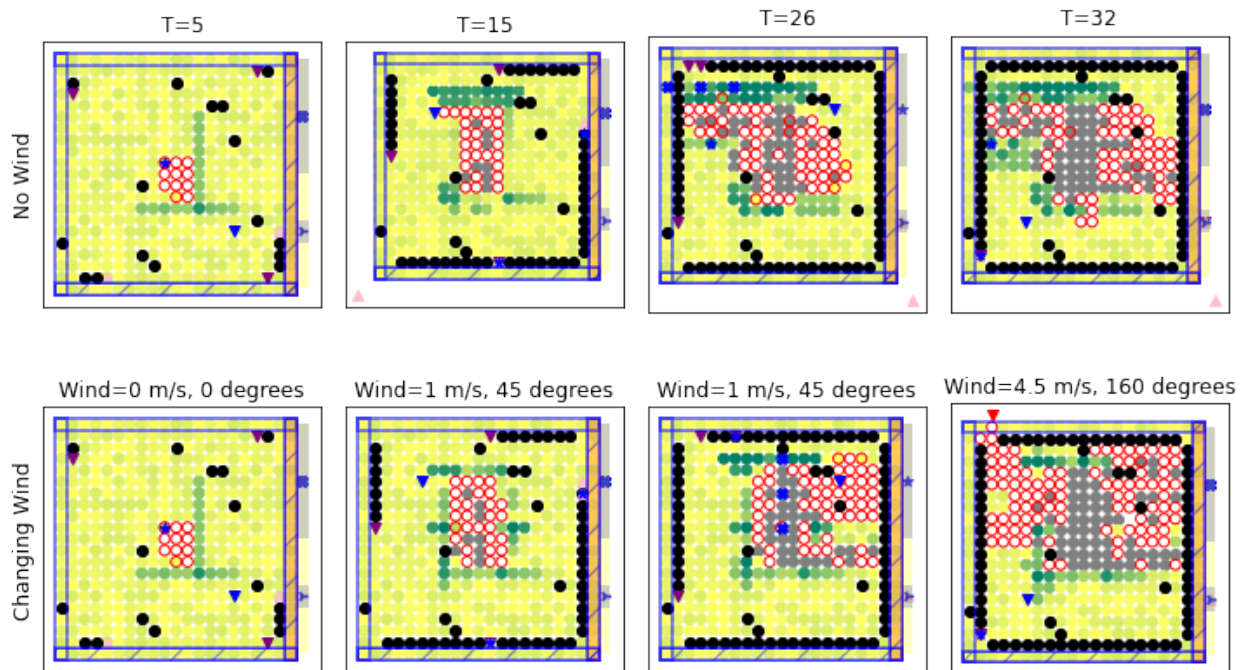 T=5
T=15
T=26
T=32
No Wind
Wind=0 m/s, 0 degrees
Wind=1 m/s, 45 degrees
Wind=1 m/s, 45 degrees
Wind=4.5 m/s, 160 degrees
Changing Wind